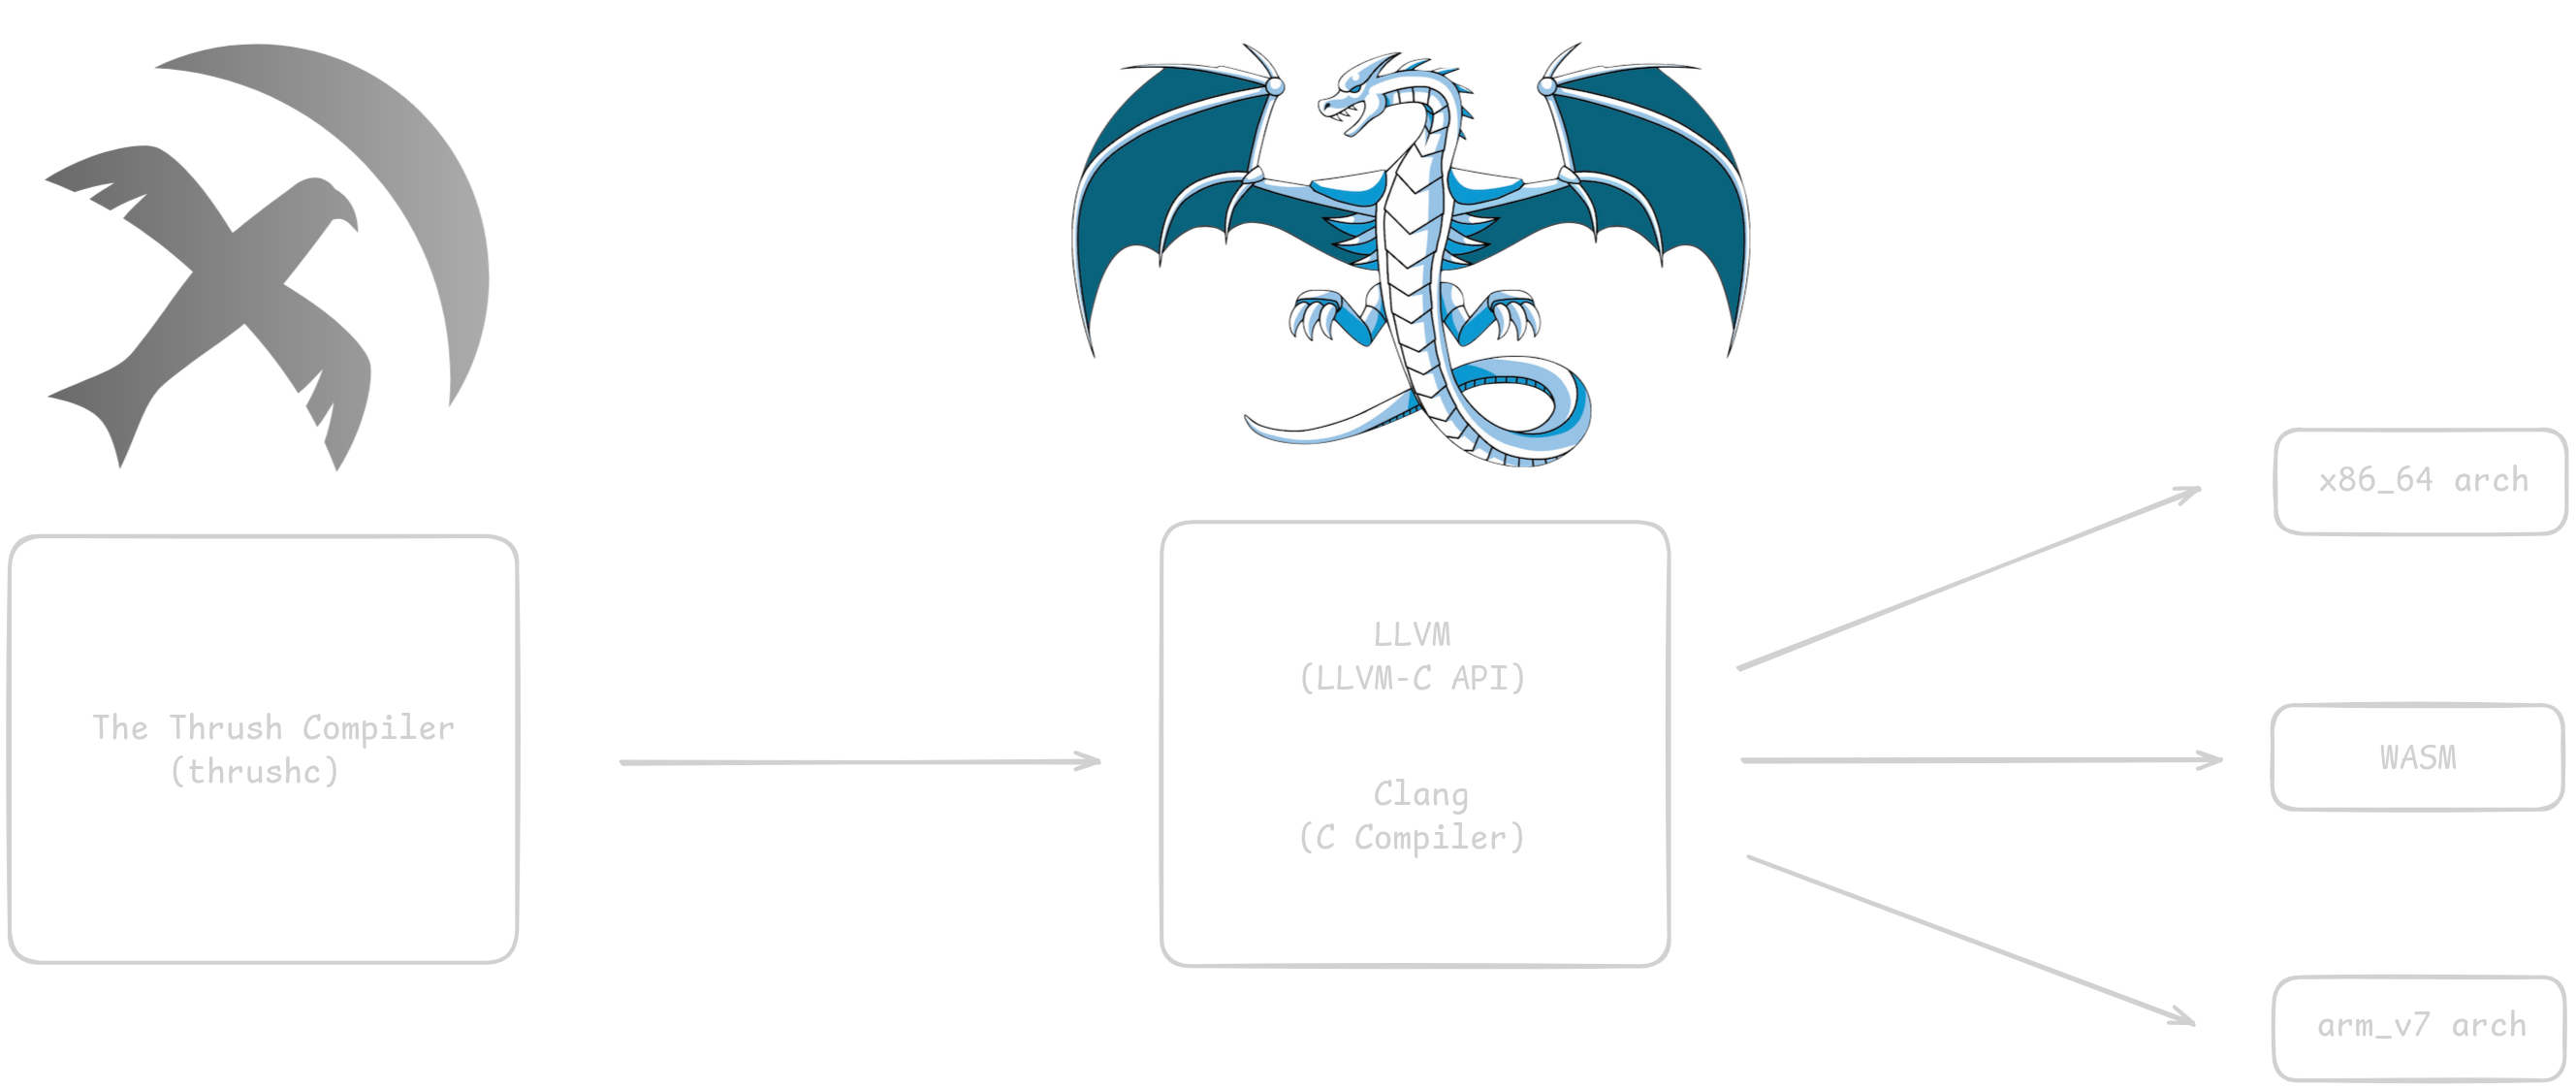 The Thrush Compiler
(thrushc)
LLVM
(LLVM-C API)
Clang
(C Compiler)
x86_64 arch
WASM
arm_v7 arch